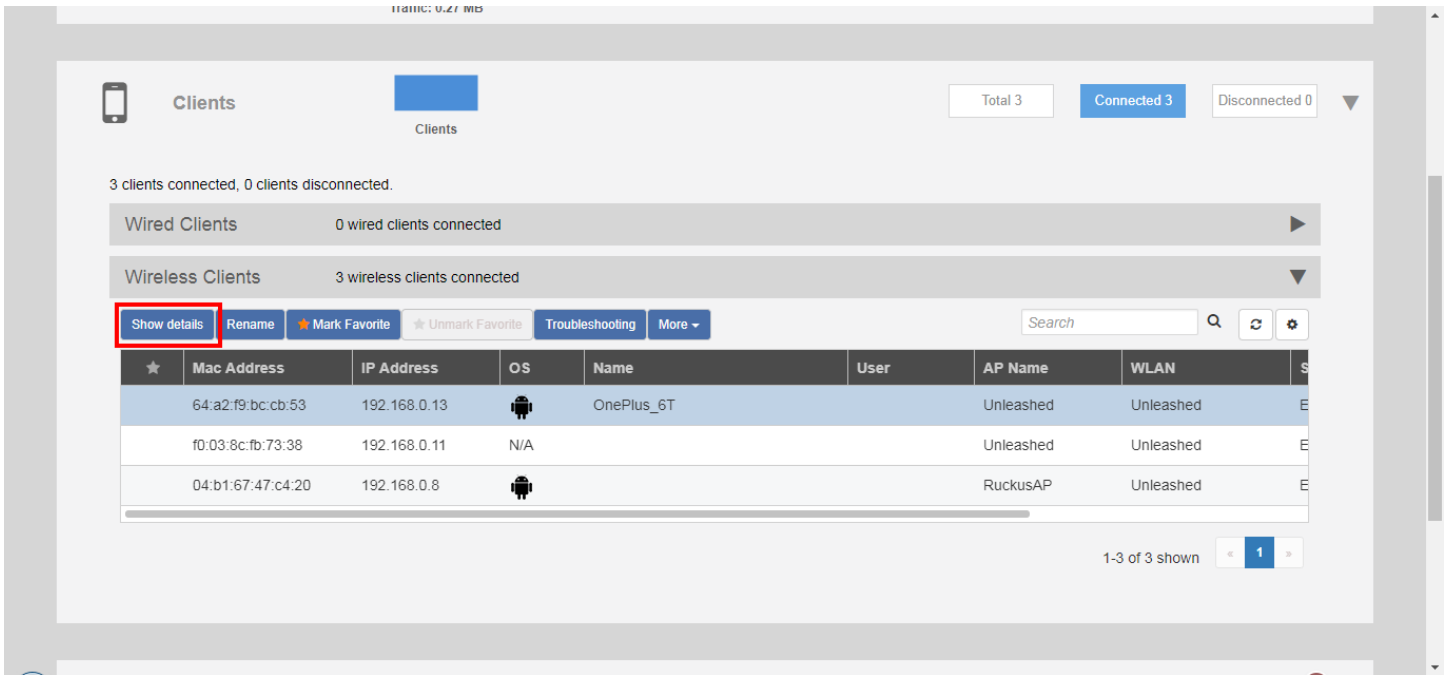 Traffic: 0.27 MB
Clients
Clients
Total 3
Connected 3
Disconnected 0
3 clients connected, 0 clients disconnected.
Wired Clients 0 wired clients connected
Wireless Clients 3 wireless clients connected
Show details Rename Mark Favorite Unmark Favorite Troubleshooting More Search
Mac Address IP Address OS Name User AP Name WLAN S
64:a2:f9:bc:cb:53 192.168.0.13 OnePlus_6T Unleashed Unleashed E
f0:03:8c:fb:73:38 192.168.0.11 N/A Unleashed Unleashed E
04:b1:67:47:c4:20 192.168.0.8 RuckusAP Unleashed E
1-3 of 3 shown « 1 »